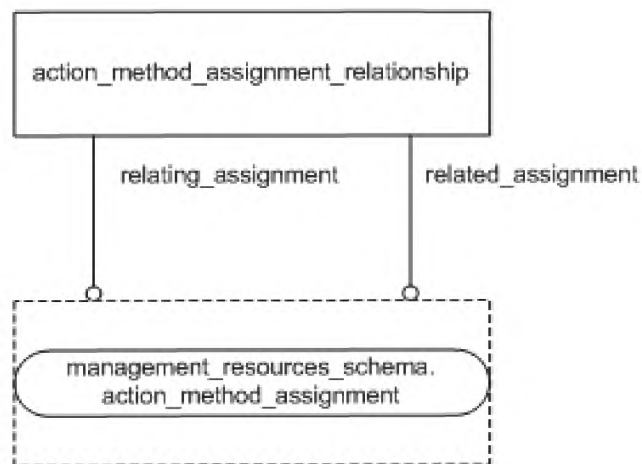 action_method_assignment_relationship
relating_assignment
related_assignment
management_resources_schema.
action_method_assignment